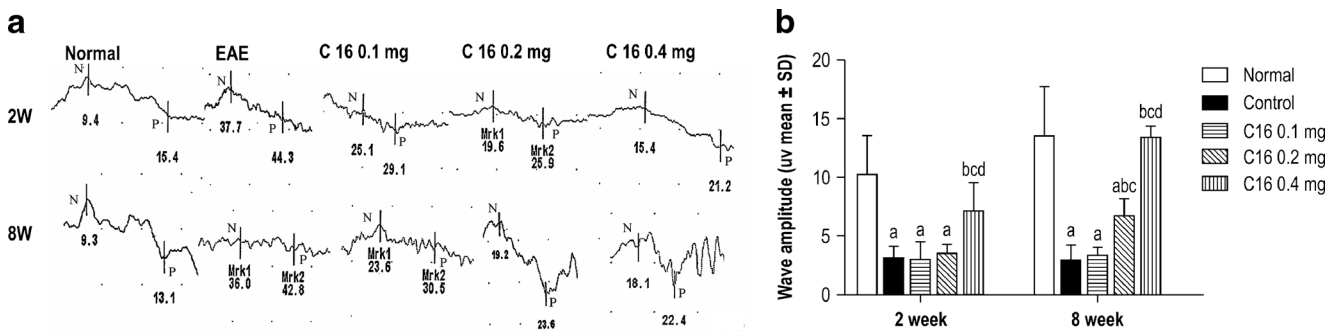 a
Normal EAE C 16 0.1 mg C 16 0.2 mg C 16 0.4 mg
2W
N 9.4 P 15.4
N 37.7 P 44.3
N 25.1 P 29.1
N Mrk1 19.6 P Mrk2 25.9
N 15.4 P 21.2
8W
N 9.3 P 13.1
N Mrk1 36.0 P Mrk2 42.8
N Mrk1 23.6 P Mrk2 30.5
N 19.2 P 23.6
N 18.1 P 22.4
b
Wave amplitude (uv mean ± SD)
20
15
10
5
0
a a a bcd
a a abc bcd
2 week 8 week
Normal
Control
C16 0.1 mg
C16 0.2 mg
C16 0.4 mg